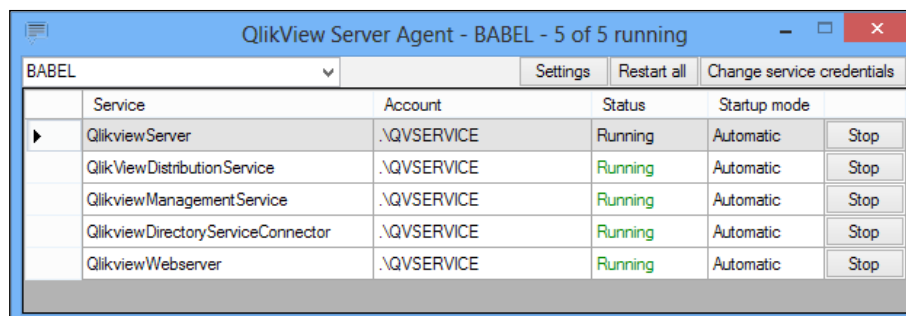 QlikView Server Agent - BABEL - 5 of 5 running
BABEL Settings Restart all Change service credentials
Service Account Status Startup mode
QlikviewServer .\QVSERVICE Running Automatic Stop
QlikViewDistributionService .\QVSERVICE Running Automatic Stop
QlikviewManagementService .\QVSERVICE Running Automatic Stop
QlikviewDirectoryServiceConnector .\QVSERVICE Running Automatic Stop
QlikviewWebserver .\QVSERVICE Running Automatic Stop